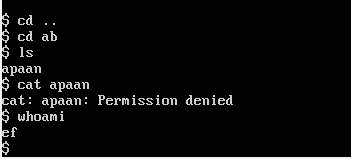 $ cd ..
$ cd ab
$ ls
apaan
$ cat apaan
cat: apaan: Permission denied
$ whoami
ef
$